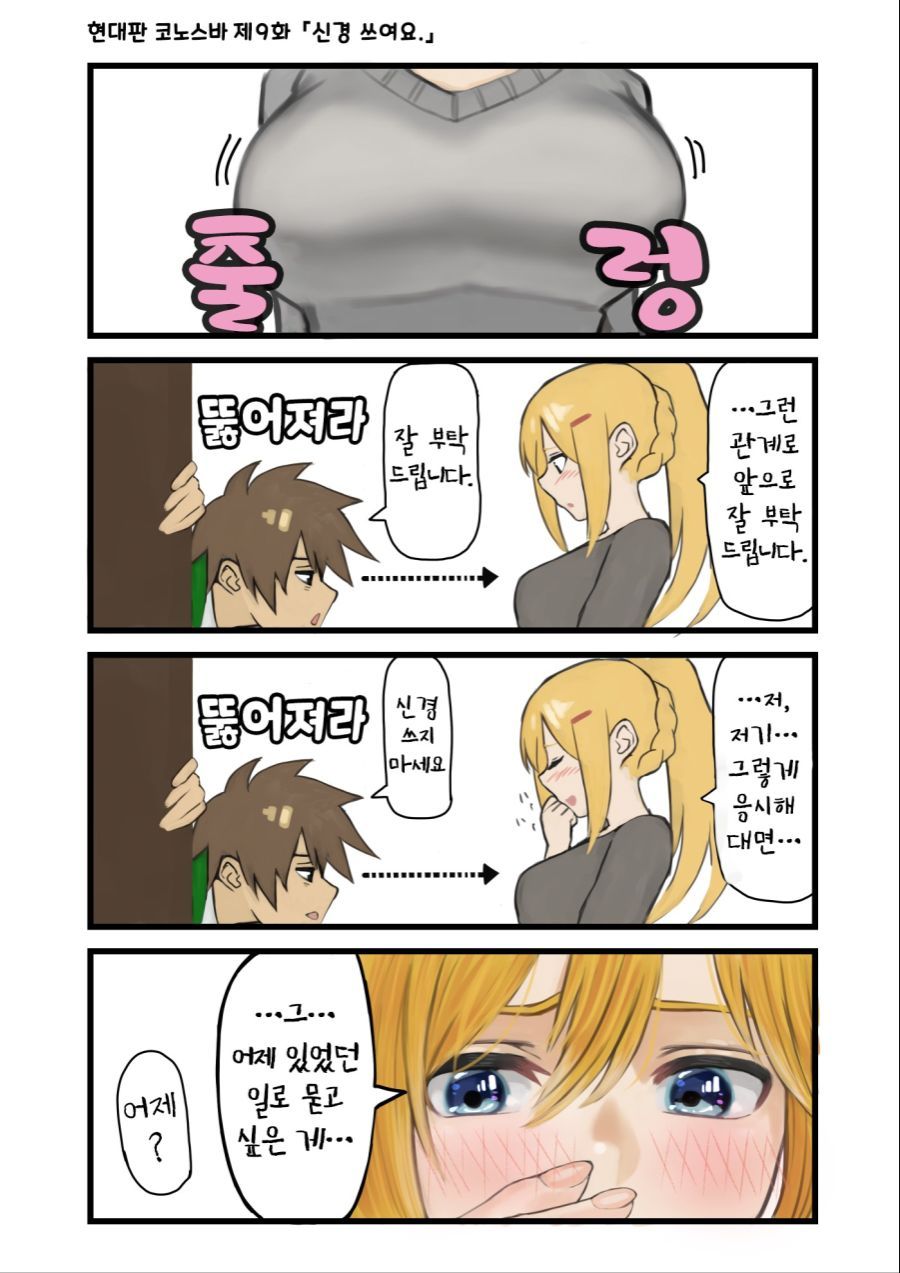 현대판 코노스바 제9화 「신경 쓰여요.」
출
렁
뚫어져라
잘 부탁
드립니다.
…그런
관계로
앞으로
잘 부탁
드립니다.
뚫어져라
신경
쓰지
마세요
…저,
저기…
그렇게
응시해
대면…
…그…
어제 있었던
일로 묻고
싶은 게…
어제
?